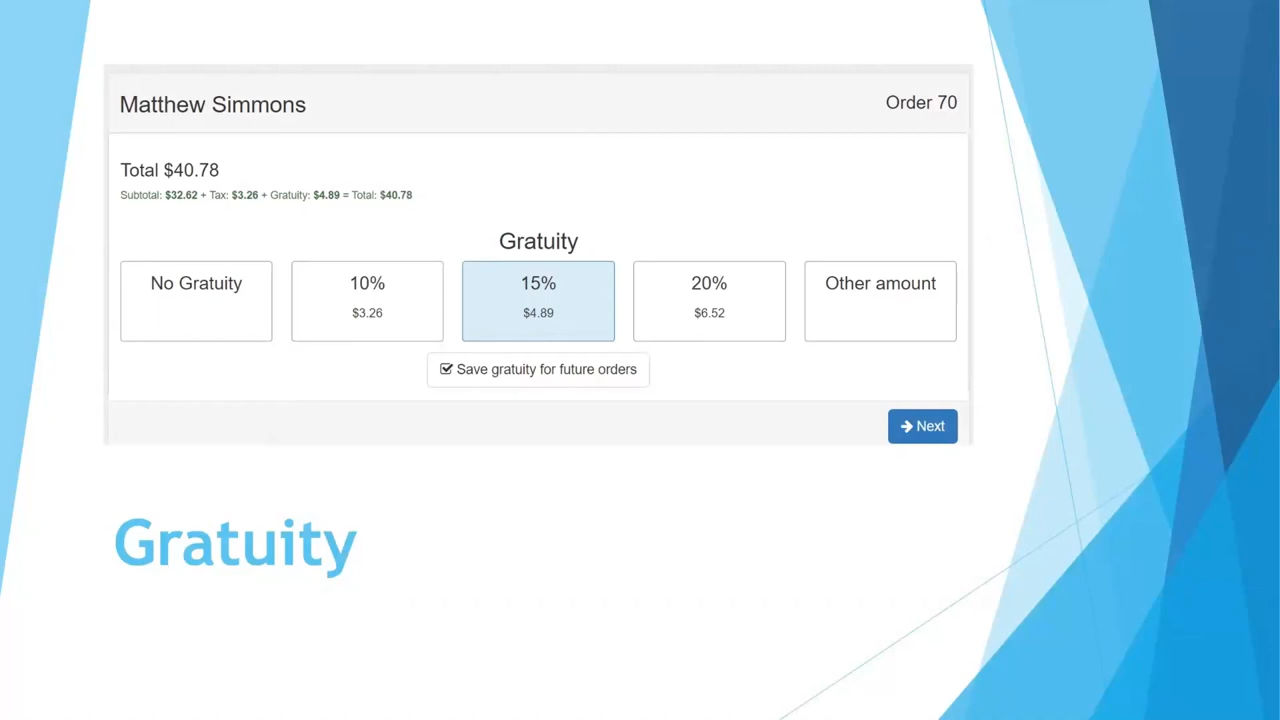 Matthew Simmons
Order 70
Total $40.78
Subtotal: $32.62 + Tax: $3.26 + Gratuity: $4.89 = Total: $40.78
Gratuity
No Gratuity
10%
$3.26
15%
$4.89
20%
$6.52
Other amount
Save gratuity for future orders
Next
Gratuity